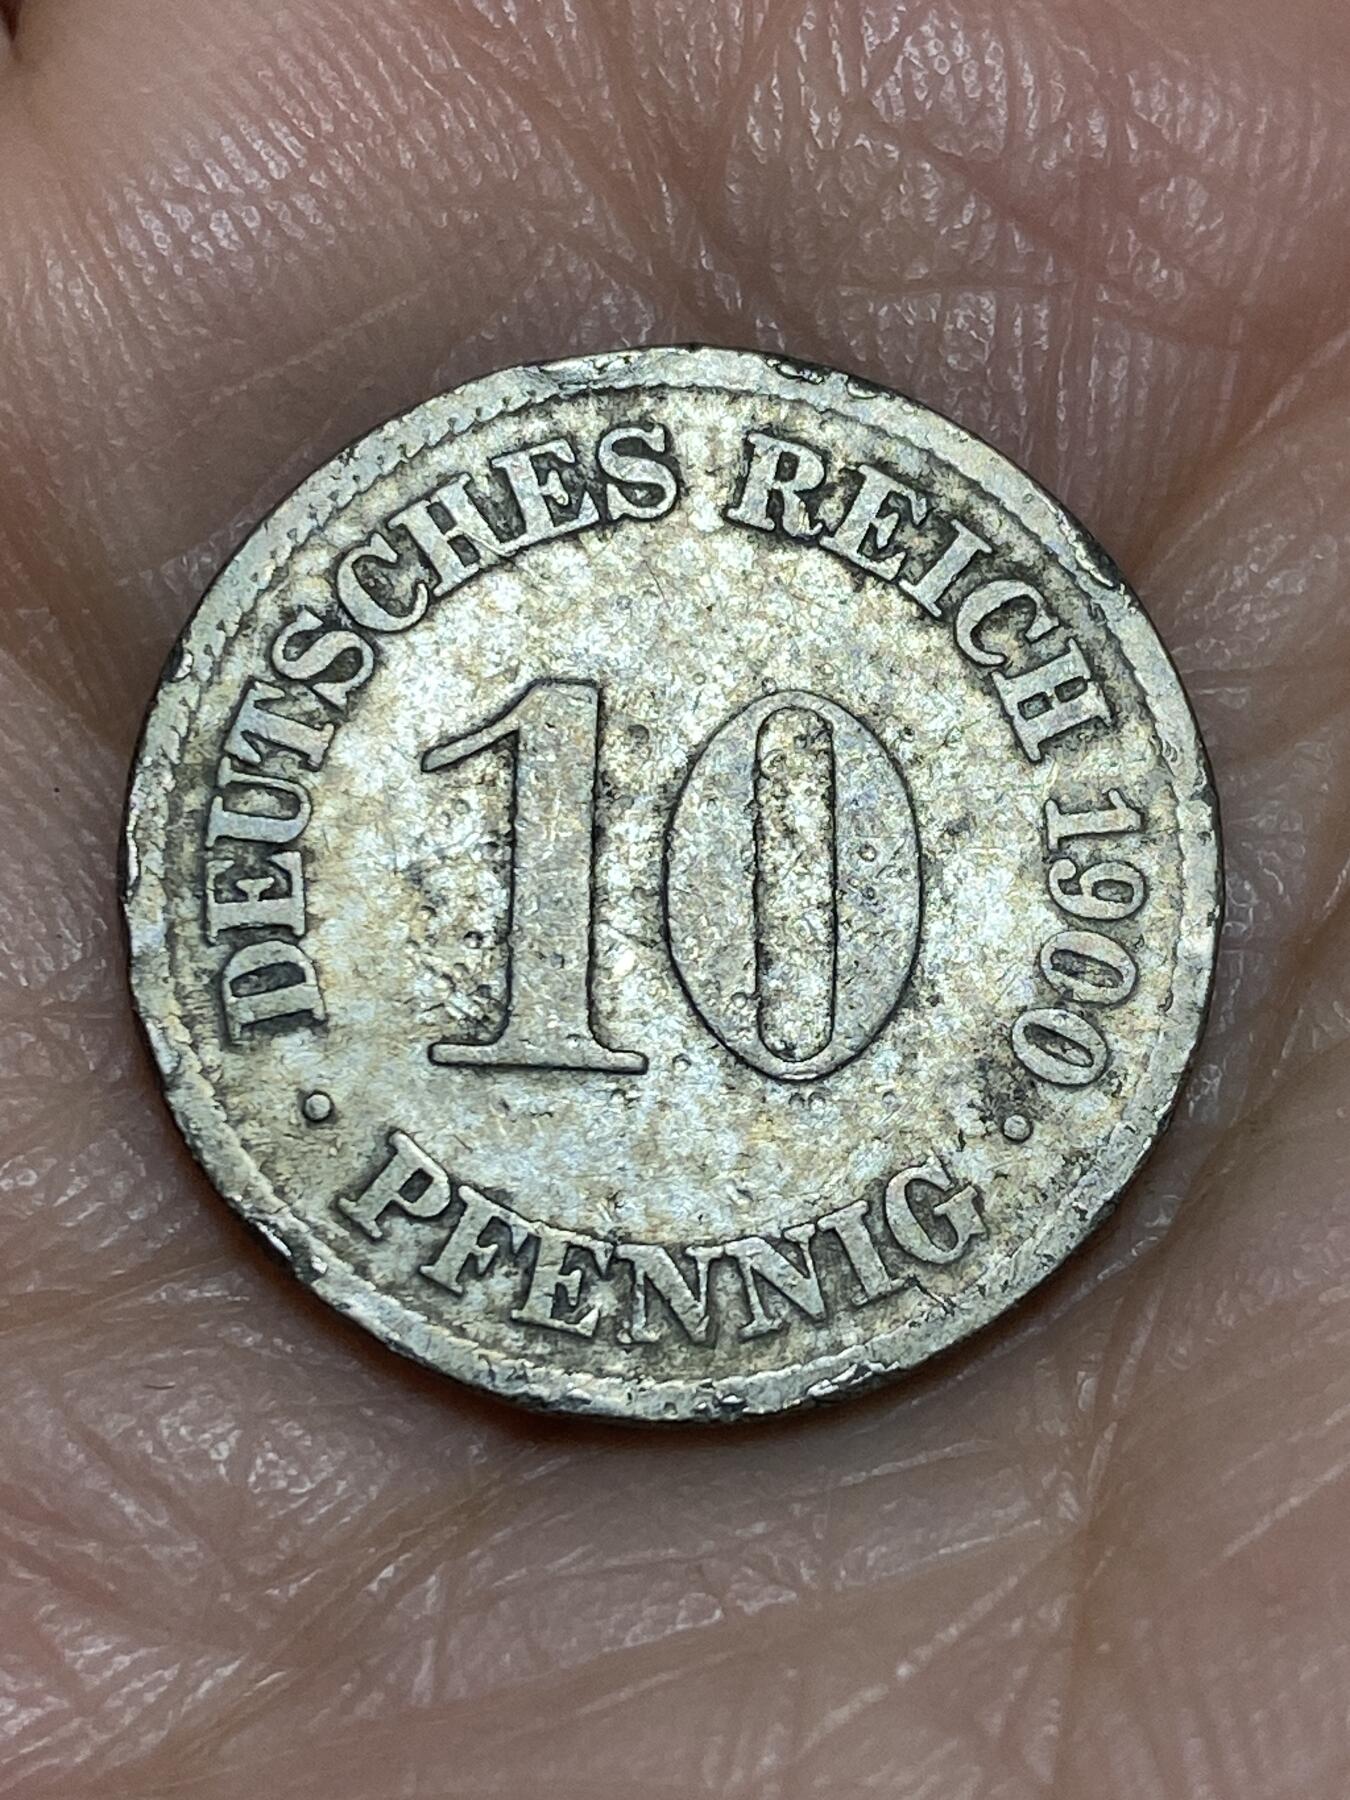 DEUTSCHES REICH 1900
10
• PFENNIG •